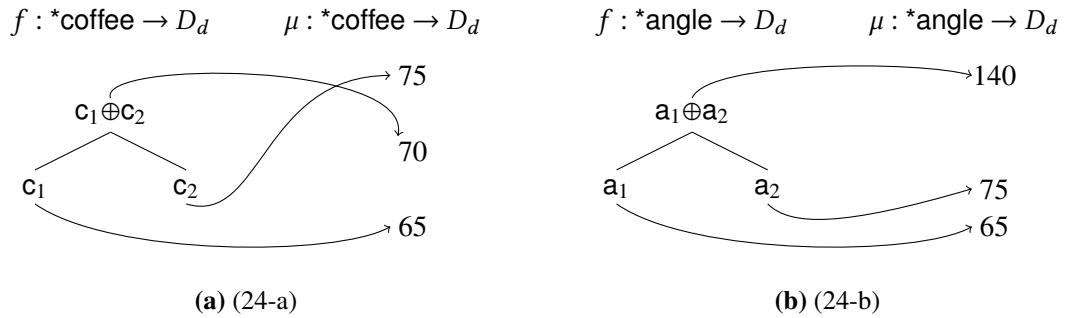 f : *coffee → D_d μ : *coffee → D_d
75
c₁⊕c₂
70
c₁ c₂
65
(a) (24-a)
f : *angle → D_d μ : *angle → D_d
140
a₁⊕a₂
a₁ a₂
75
65
(b) (24-b)